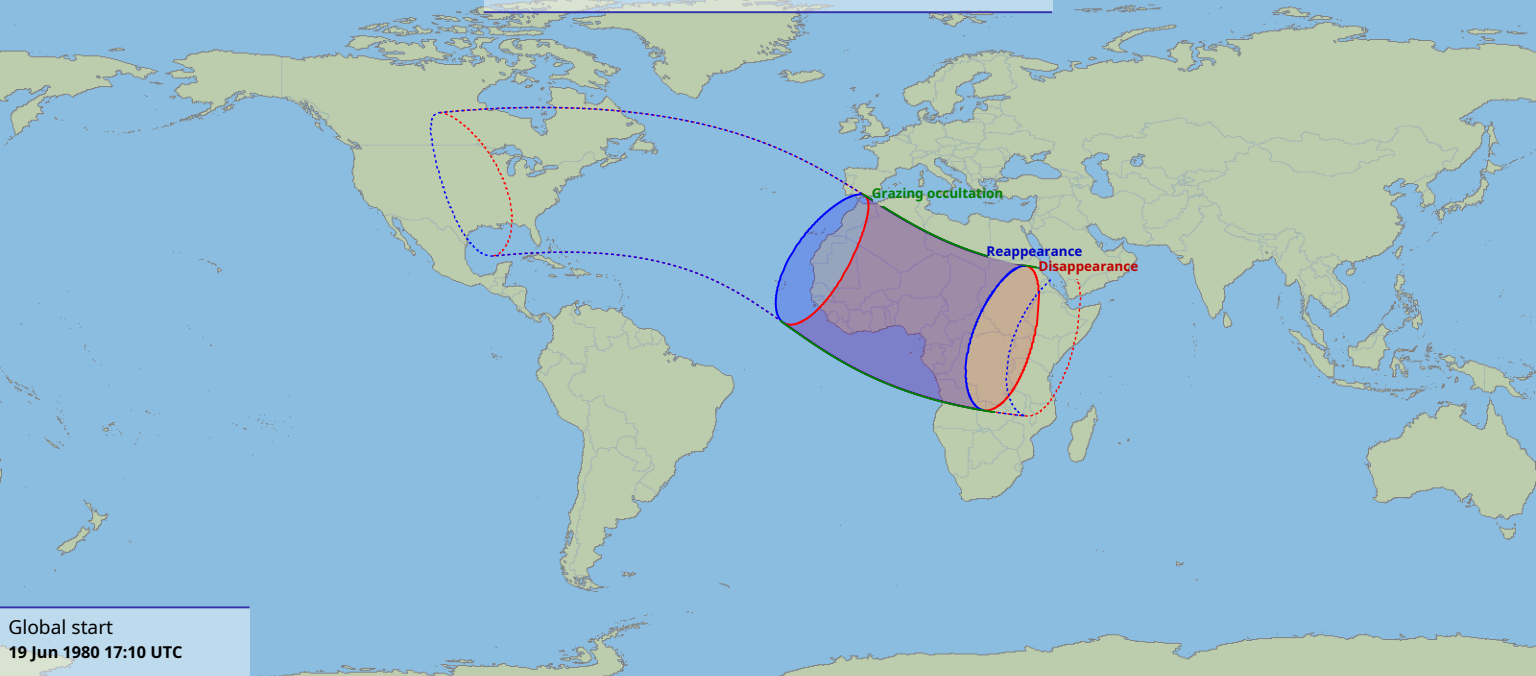 Grazing occultation
Reappearance
Disappearance
Global start
19 Jun 1980 17:10 UTC